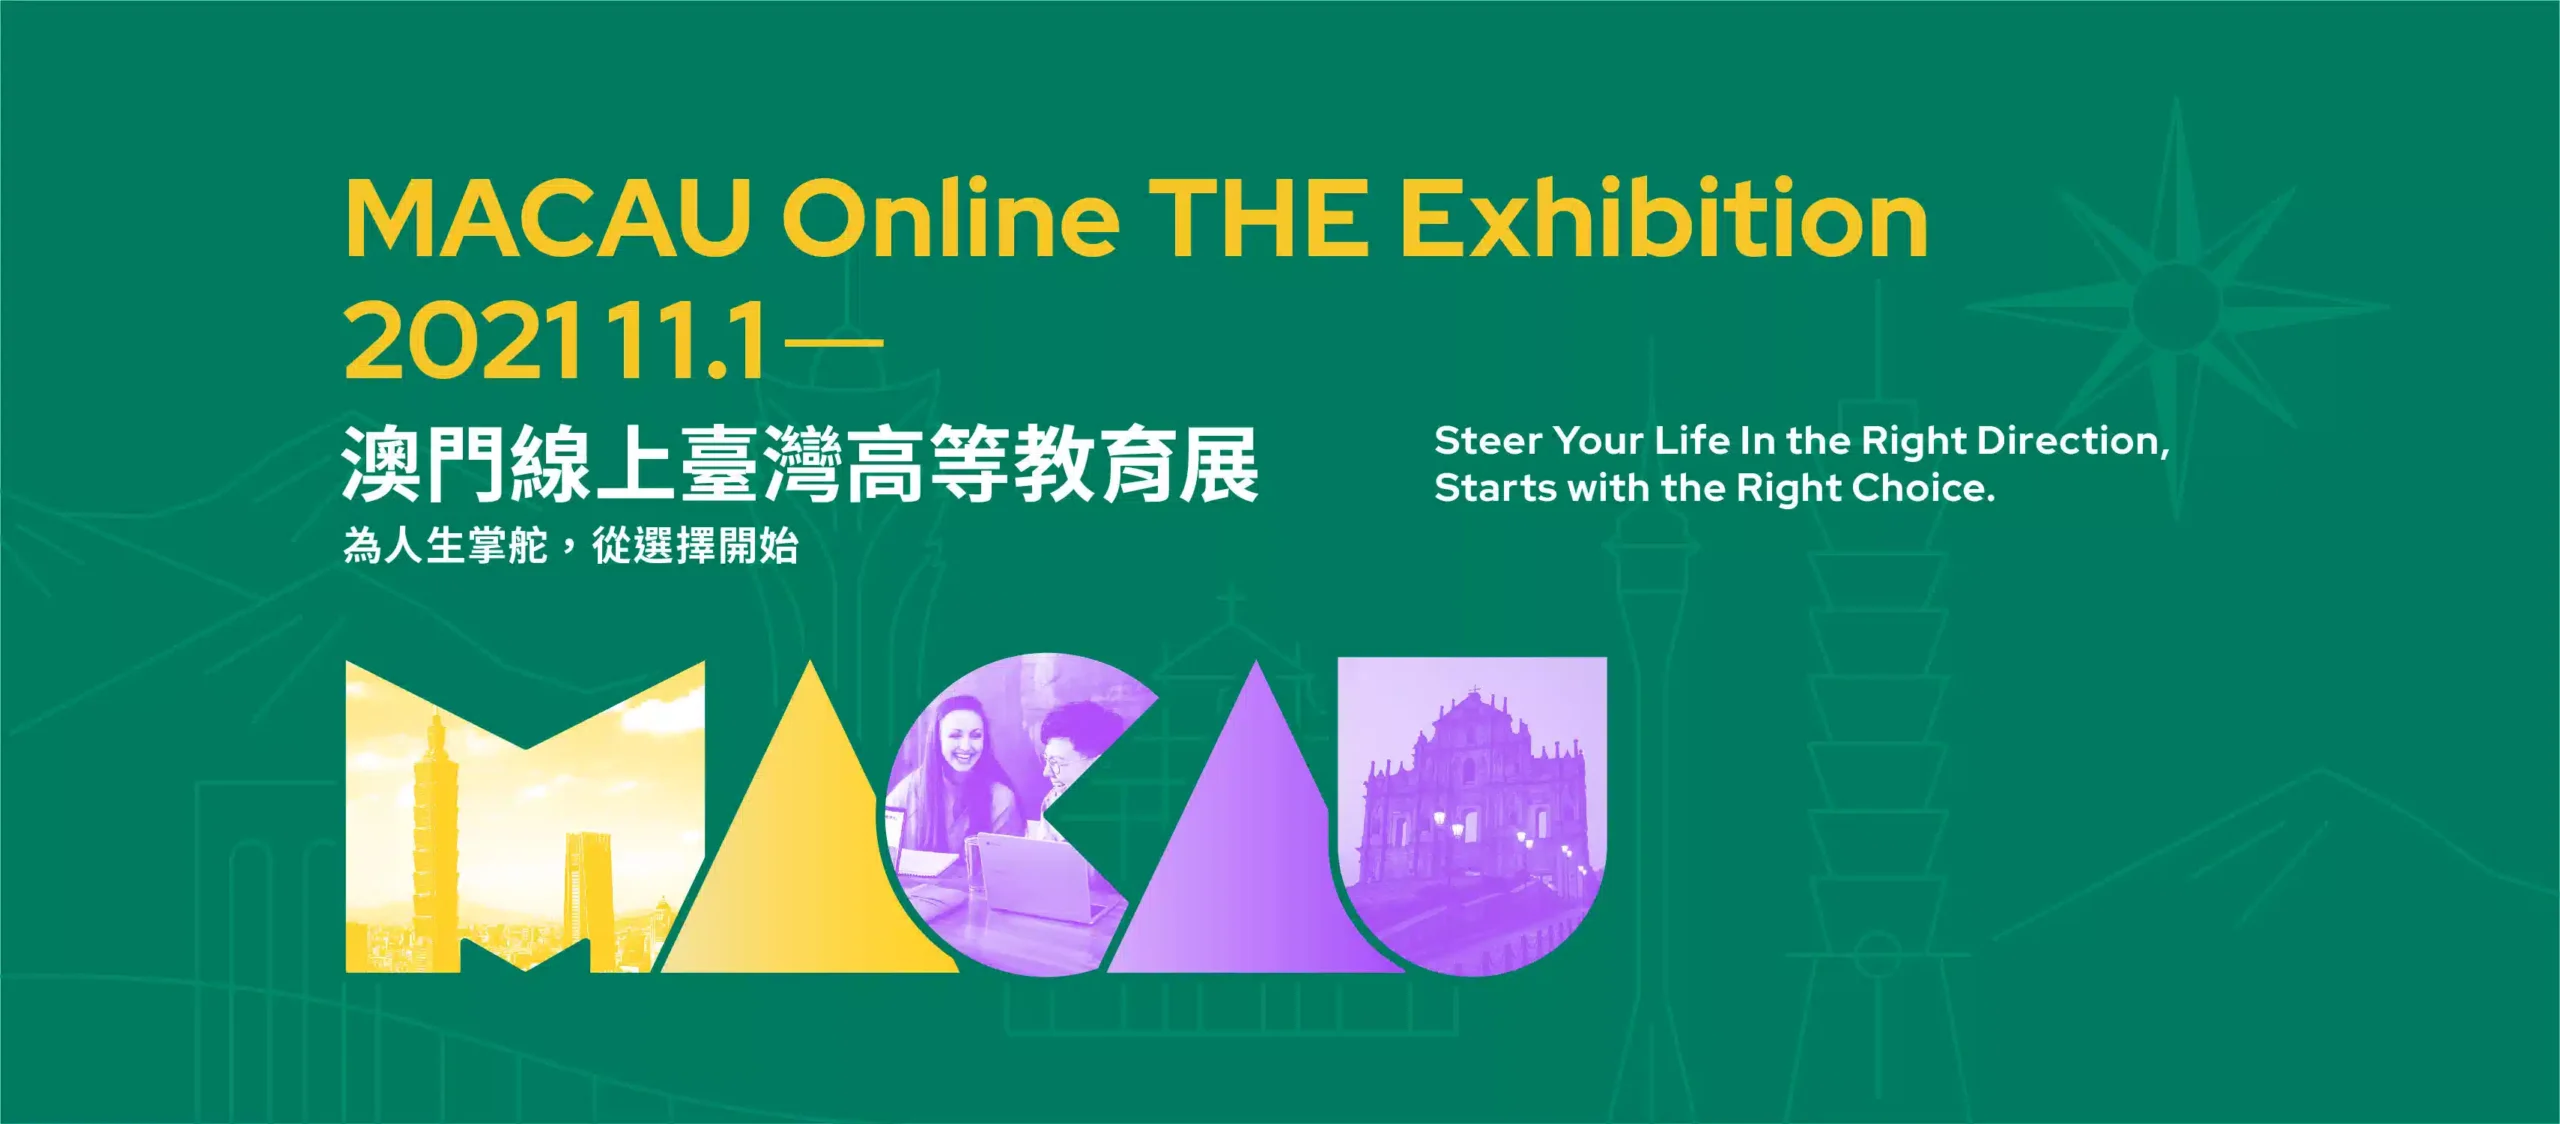 MACAU Online THE Exhibition
2021 11.1—
澳門線上臺灣高等教育展
為人生掌舵，從選擇開始
Steer Your Life In the Right Direction,
Starts with the Right Choice.
MACAU